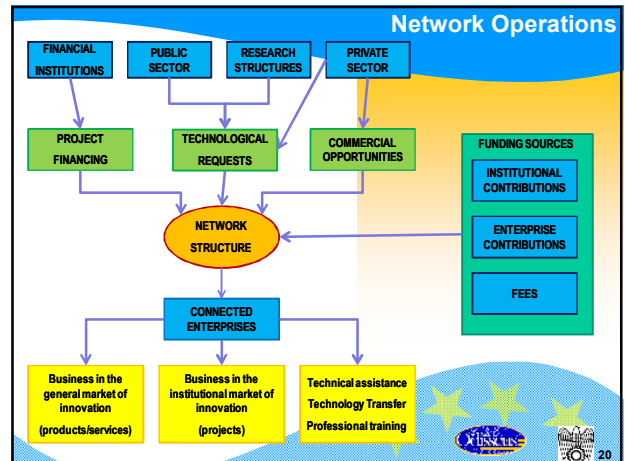 Network Operations
FINANCIAL
INSTITUTIONS
PUBLIC
SECTOR
RESEARCH
STRUCTURES
PRIVATE
SECTOR
PROJECT
FINANCING
TECHNOLOGICAL
REQUESTS
COMMERCIAL
OPPORTUNITIES
FUNDING SOURCES
INSTITUTIONAL
CONTRIBUTIONS
ENTERPRISE
CONTRIBUTIONS
FEES
NETWORK
STRUCTURE
CONNECTED
ENTERPRISES
Business in the
general market of
innovation
(products/services)
Business in the
institutional market of
innovation
(projects)
Technical assistance
Technology Transfer
Professional training
20